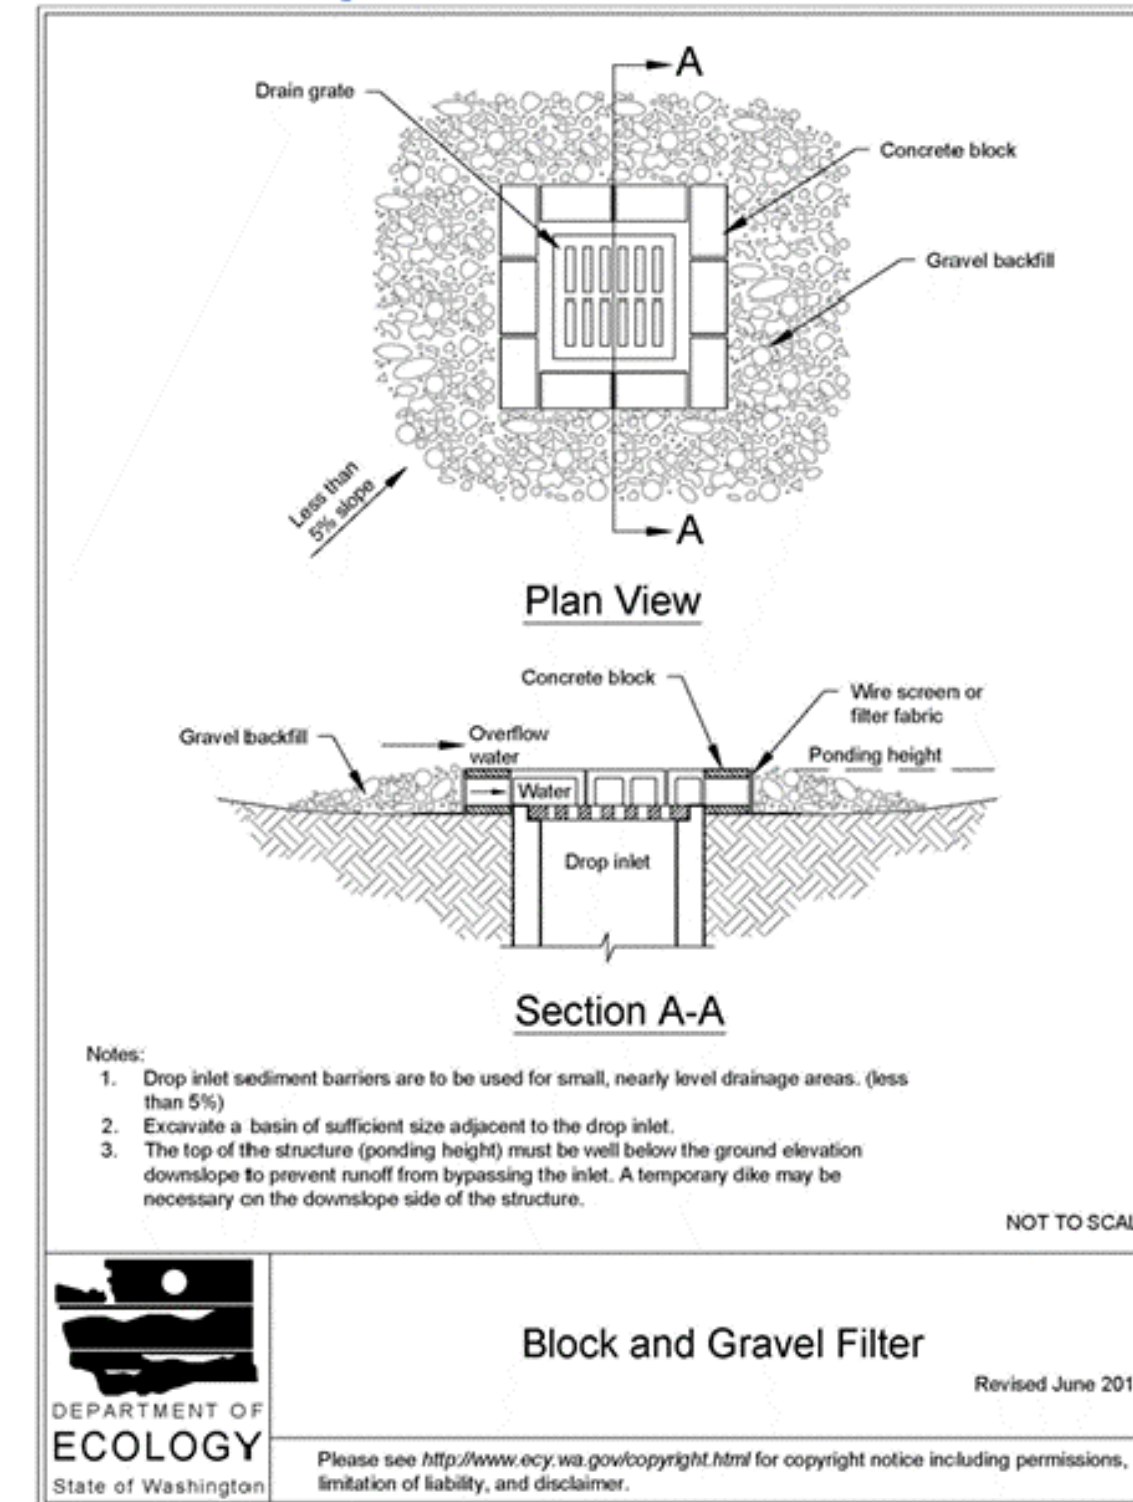 A
Drain grate
Concrete block
Gravel backfill
Less than
5% slope
A
Plan View
Concrete block
Wire screen or
filter fabric
Gravel backfill
Overflow
water
Ponding height
Water
Drop inlet
Section A-A
Notes:
1. Drop inlet sediment barriers are to be used for small, nearly level drainage areas. (less
than 5%)
2. Excavate a basin of sufficient size adjacent to the drop inlet.
3. The top of the structure (ponding height) must be well below the ground elevation
downslope to prevent runoff from bypassing the inlet. A temporary dike may be
necessary on the downslope side of the structure.
NOT TO SCAL
Block and Gravel Filter
Revised June 201
DEPARTMENT OF
ECOLOGY
State of Washington
Please see http://www.ecy.wa.gov/copyright.html for copyright notice including permissions,
limitation of liability, and disclaimer.